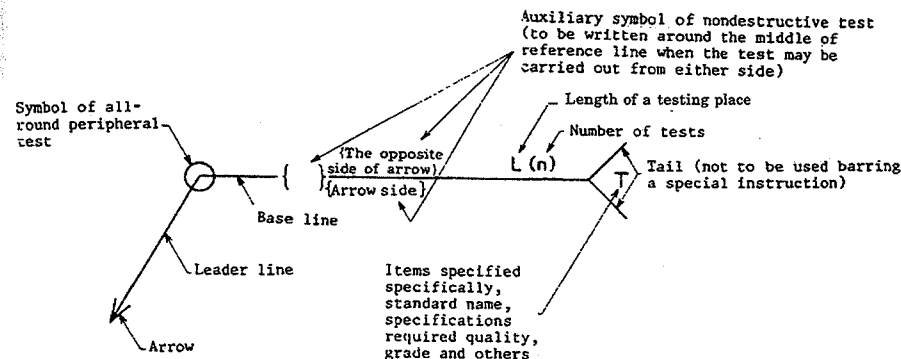 Auxiliary symbol of nondestructive test
(to be written around the middle of
reference line when the test may be
carried out from either side)
Symbol of all-
round peripheral
test
Length of a testing place
Number of tests
{The opposite
side of arrow}
{ }
{Arrow side}
L (n)
T
Tail (not to be used barring
a special instruction)
Base line
Leader line
Arrow
Items specified
specifically,
standard name,
specifications
required quality,
grade and others